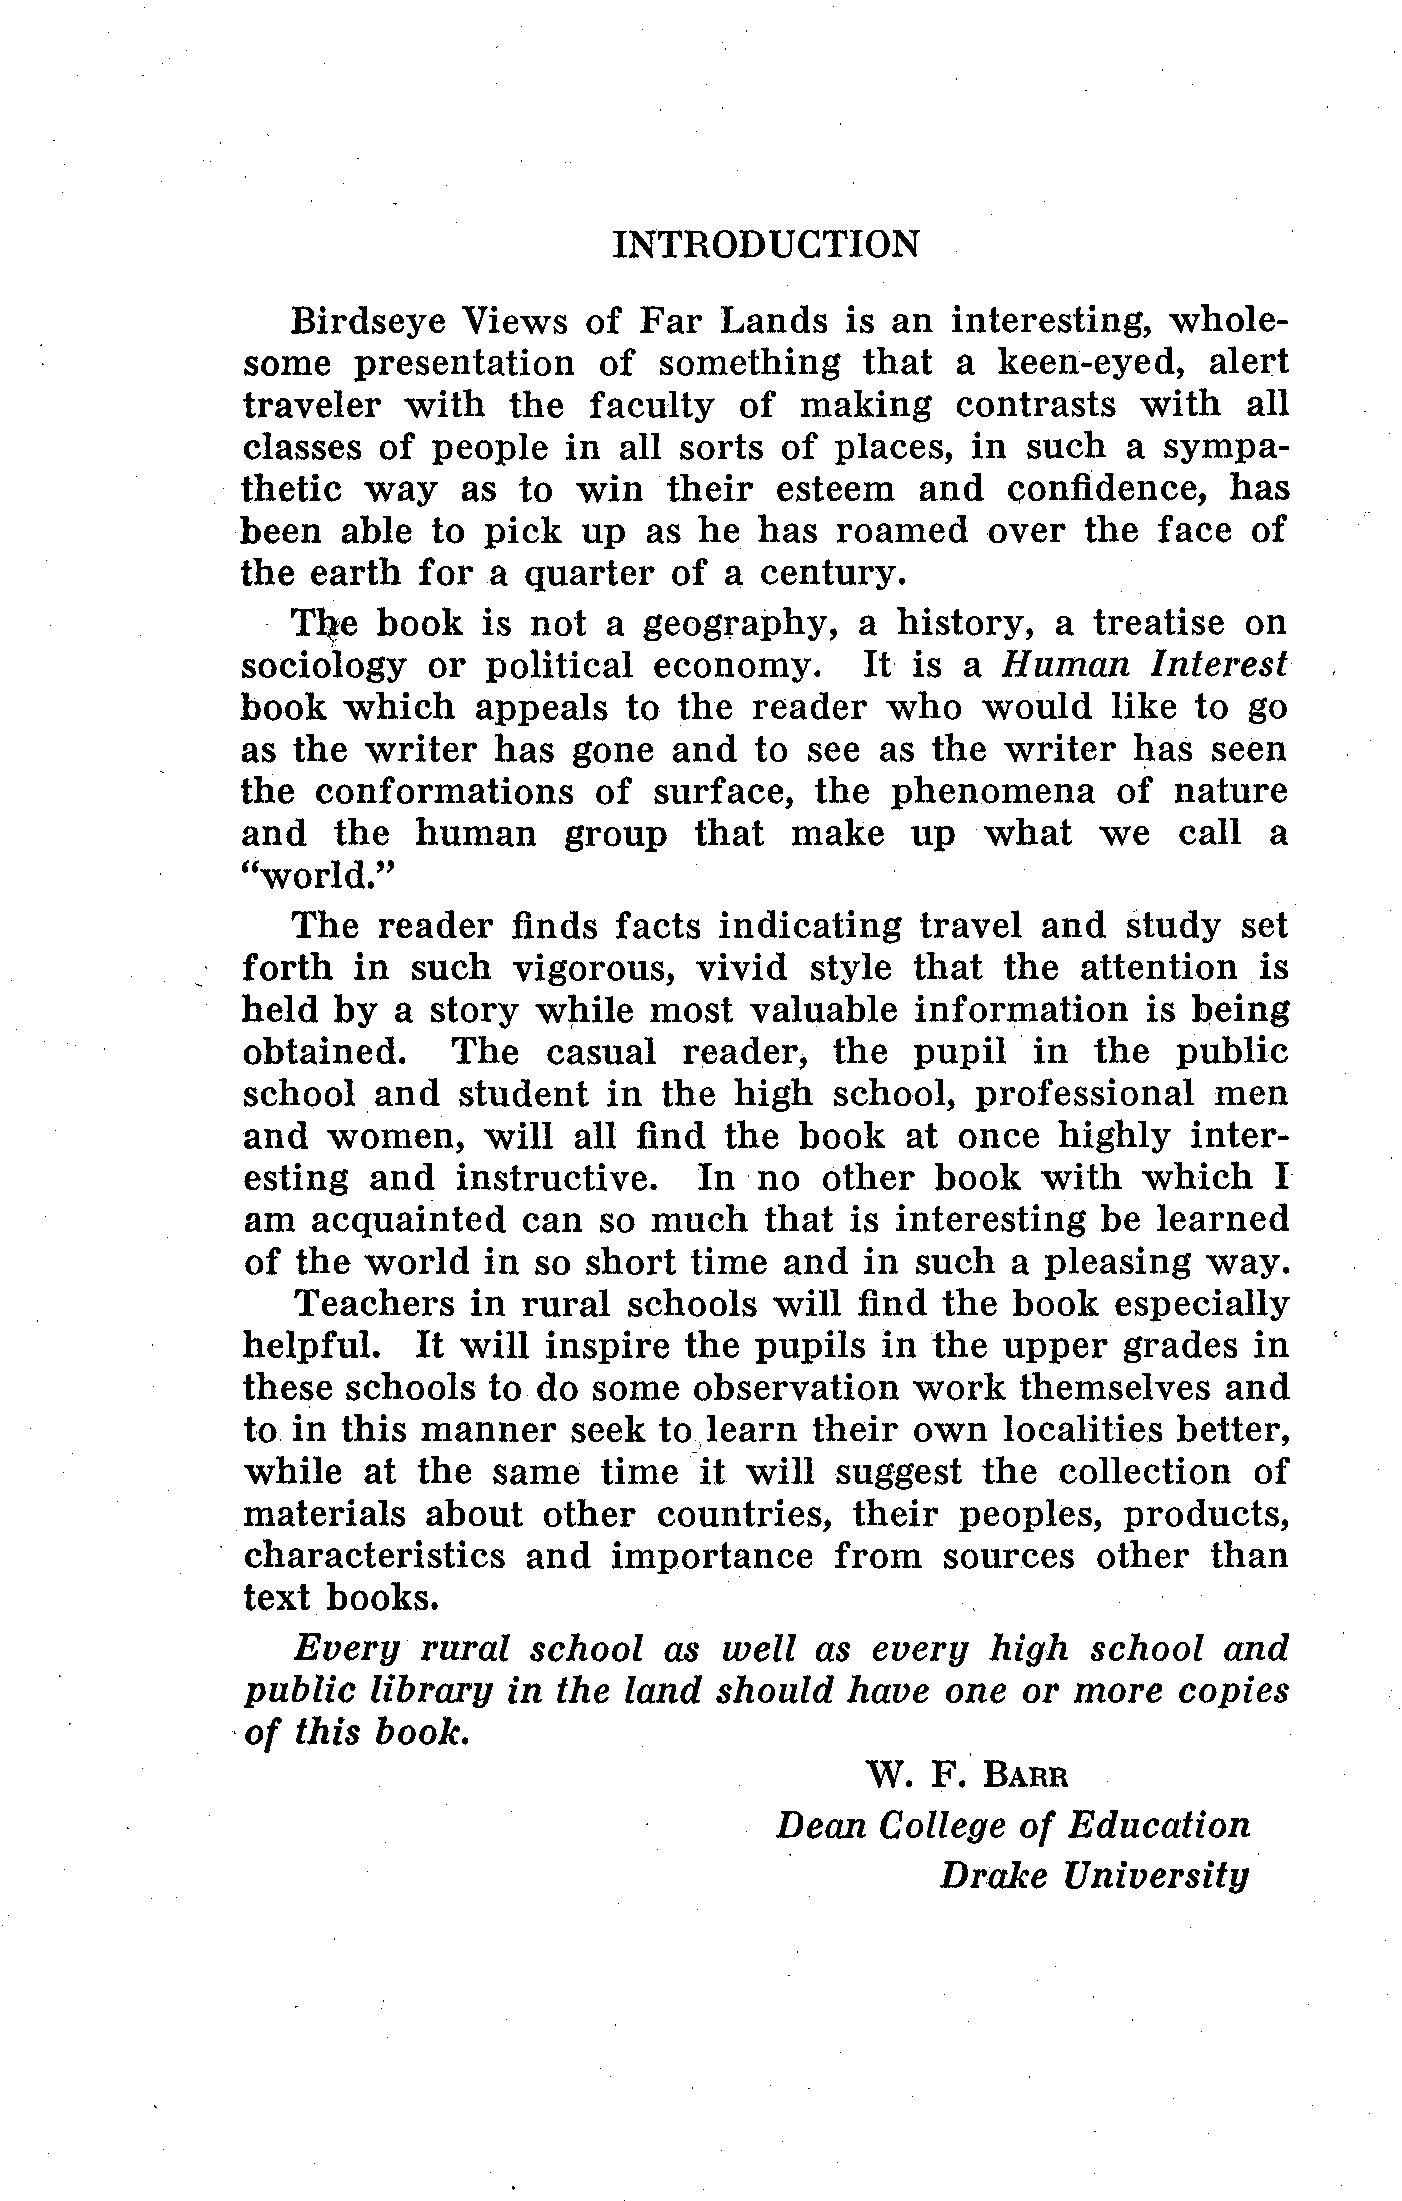 INTRODUCTION
Birdseye Views of Far Lands is an interesting, whole-
some presentation of something that a keen-eyed, alert
traveler with the faculty of making contrasts with all
classes of people in all sorts of places, in such a sympa-
thetic way as to win their esteem and confidence, has
been able to pick up as he has roamed over the face of
the earth for a quarter of a century.
The book is not a geography, a history, a treatise on
sociology or political economy. It is a Human Interest
book which appeals to the reader who would like to go
as the writer has gone and to see as the writer has seen
the conformations of surface, the phenomena of nature
and the human group that make up what we call a
“world.”
The reader finds facts indicating travel and study set
forth in such vigorous, vivid style that the attention is
held by a story while most valuable information is being
obtained. The casual reader, the pupil in the public
school and student in the high school, professional men
and women, will all find the book at once highly inter-
esting and instructive. In no other book with which I
am acquainted can so much that is interesting be learned
of the world in so short time and in such a pleasing way.
Teachers in rural schools will find the book especially
helpful. It will inspire the pupils in the upper grades in
these schools to do some observation work themselves and
to in this manner seek to learn their own localities better,
while at the same time it will suggest the collection of
materials about other countries, their peoples, products,
characteristics and importance from sources other than
text books.
Every rural school as well as every high school and
public library in the land should have one or more copies
of this book.
W. F. BARR
Dean College of Education
Drake University